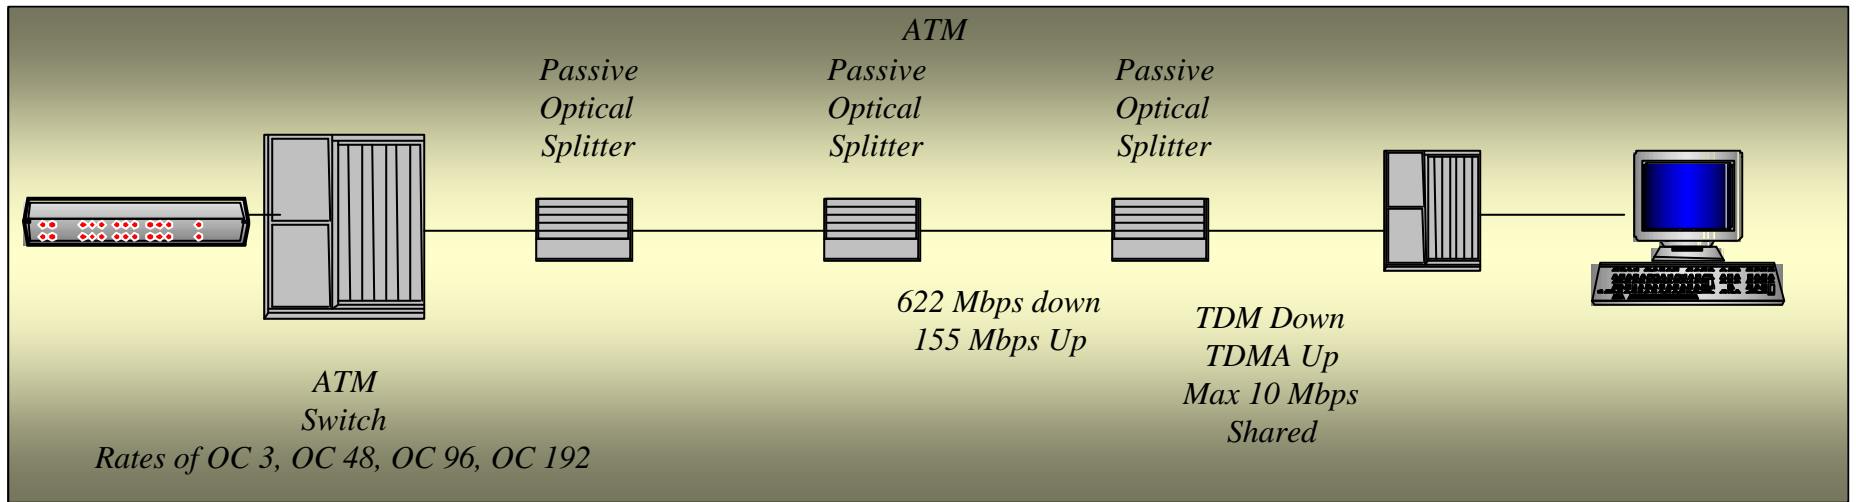 ATM
Passive
Optical
Splitter
Passive
Optical
Splitter
Passive
Optical
Splitter
622 Mbps down
155 Mbps Up
TDM Down
TDMA Up
Max 10 Mbps
Shared
ATM
Switch
Rates of OC 3, OC 48, OC 96, OC 192